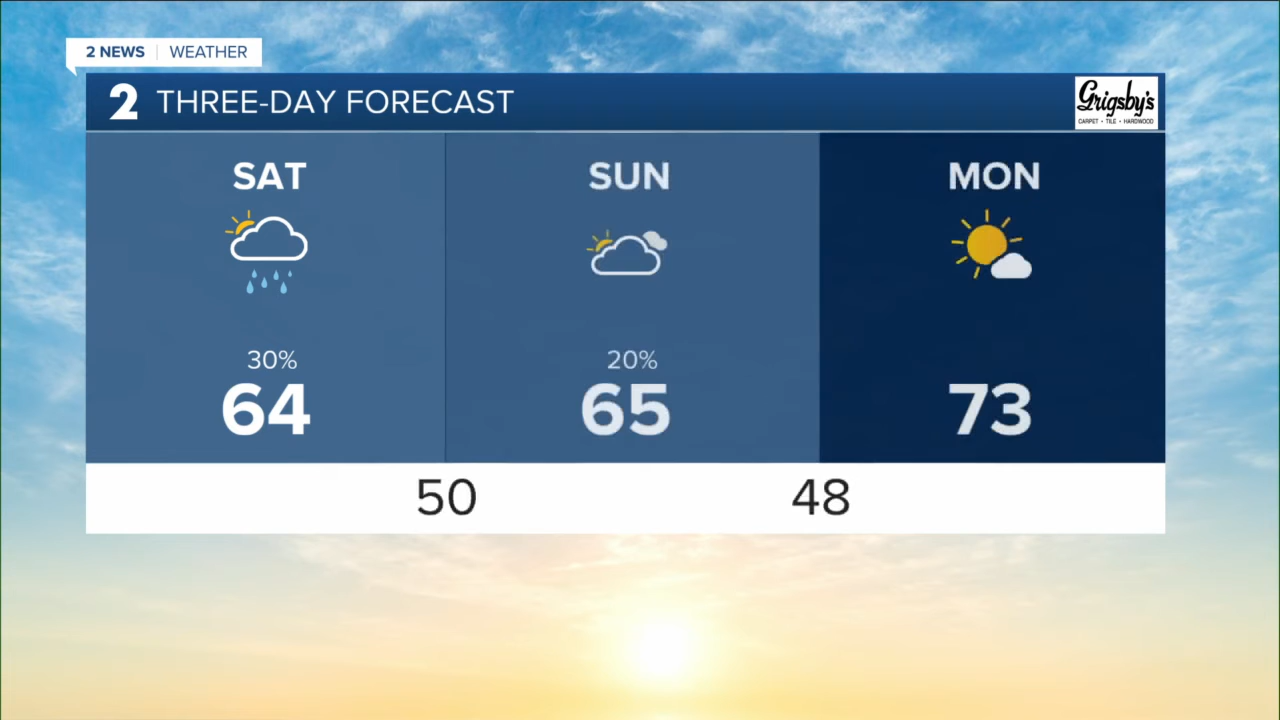 2 NEWS | WEATHER
2 THREE-DAY FORECAST
Grigsby's
CARPET • TILE • HARDWOOD
SAT SUN MON
30% 20%
64 65 73
50 48